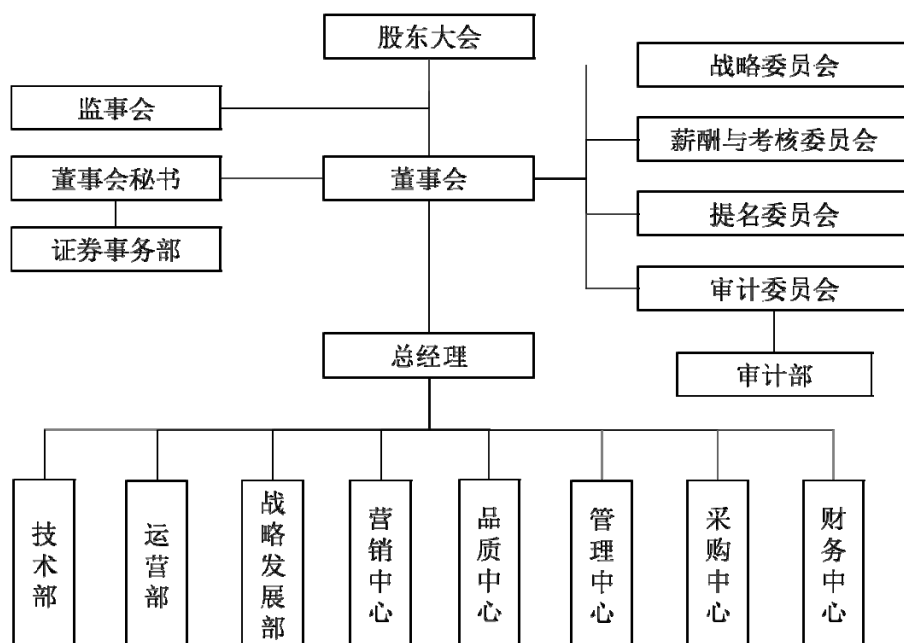 股东大会
战略委员会
监事会
薪酬与考核委员会
董事会秘书
董事会
提名委员会
证券事务部
审计委员会
总经理
审计部
技术部
运营部
战略发展部
营销中心
品质中心
管理中心
采购中心
财务中心